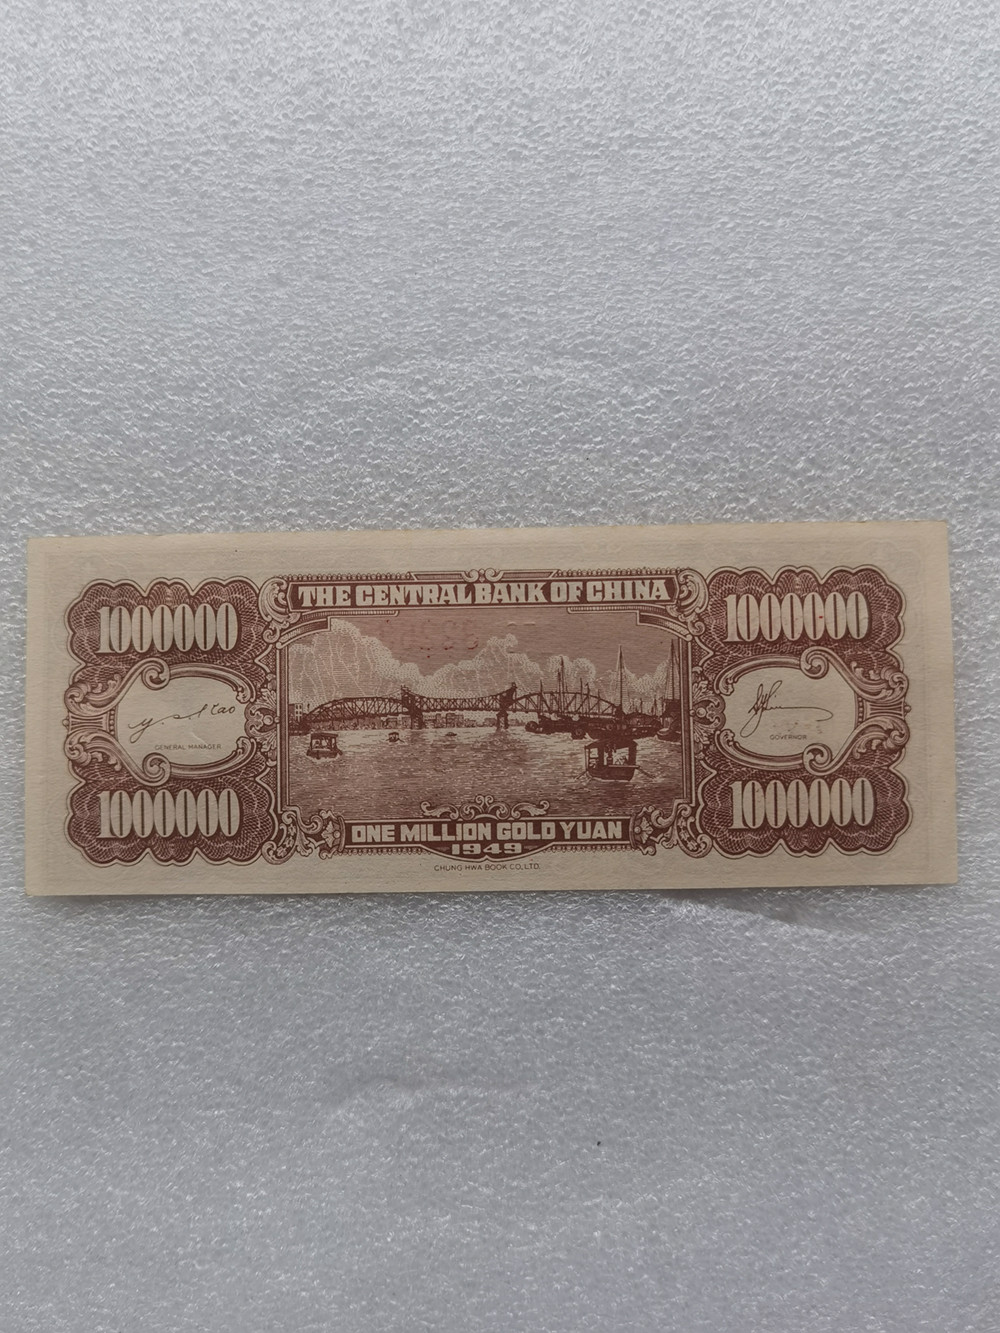 THE CENTRAL BANK OF CHINA
1000000
1000000
GENERAL MANAGER
GOVERNOR
1000000
1000000
ONE MILLION GOLD YUAN
1949
CHUNG HWA BOOK CO., LTD.